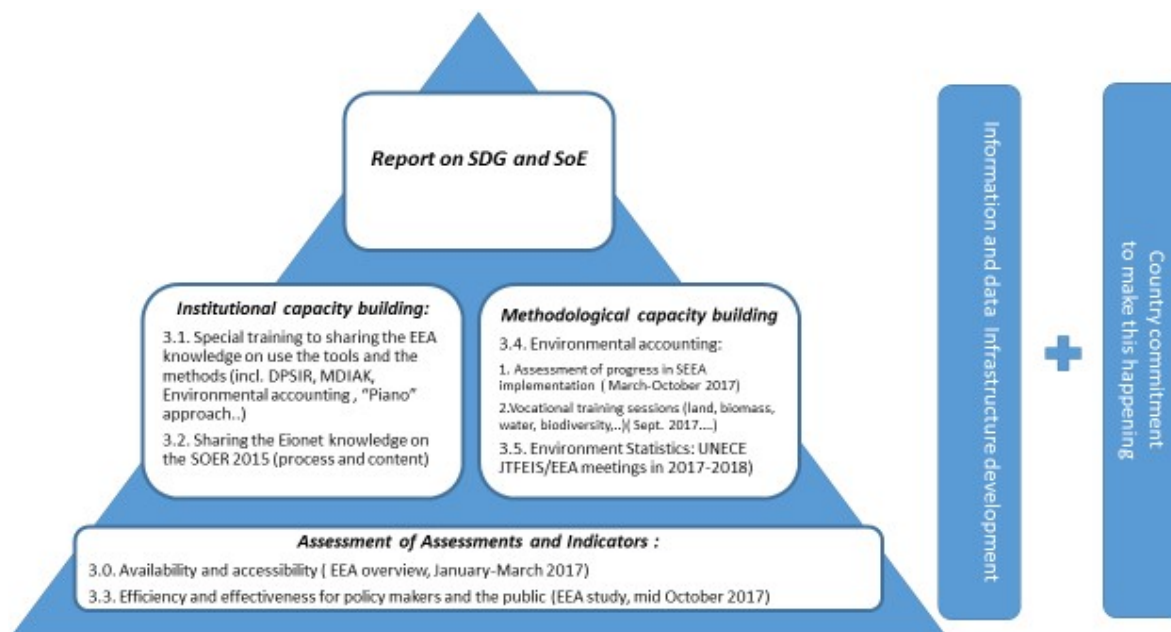 Report on SDG and SoE
Institutional capacity building:
3.1. Special training to sharing the EEA
knowledge on use the tools and the
methods (incl. DPSIR, MDIAK,
Environmental accounting , “Piano”
approach..)
3.2. Sharing the Eionet knowledge on
the SOER 2015 (process and content)
Methodological capacity building
3.4. Environmental accounting:
1. Assessment of progress in SEEA
implementation ( March-October 2017)
2.Vocational training sessions (land, biomass,
water, biodiversity,..)( Sept. 2017....)
3.5. Environment Statistics: UNECE
JTFEIS/EEA meetings in 2017-2018)
Assessment of Assessments and Indicators :
3.0. Availability and accessibility ( EEA overview, January-March 2017)
3.3. Efficiency and effectiveness for policy makers and the public (EEA study, mid October 2017)
Information and data Infrastructure development
+
Country commitment
to make this happening